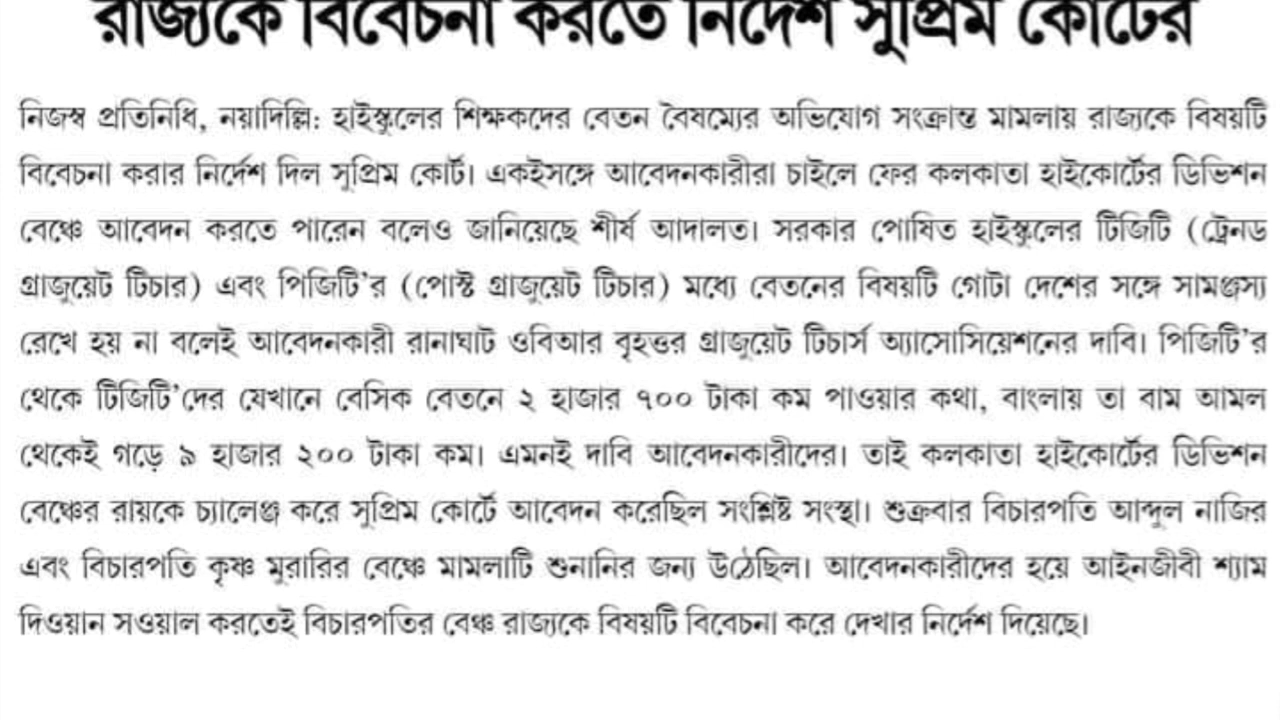 রাজ্যকে বিবেচনা করতে নির্দেশ সুপ্রিম কোর্টের
নিজস্ব প্রতিনিধি, নয়াদিল্লি: হাইস্কুলের শিক্ষকদের বেতন বৈষম্যের অভিযোগ সংক্রান্ত মামলায় রাজ্যকে বিষয়টি
বিবেচনা করার নির্দেশ দিল সুপ্রিম কোর্ট। একইসঙ্গে আবেদনকারীরা চাইলে ফের কলকাতা হাইকোর্টের ডিভিশন
বেঞ্চে আবেদন করতে পারেন বলেও জানিয়েছে শীর্ষ আদালত। সরকার পোষিত হাইস্কুলের টিজিটি (ট্রেনড
গ্রাজুয়েট টিচার) এবং পিজিটি’র (পোস্ট গ্রাজুয়েট টিচার) মধ্যে বেতনের বিষয়টি গোটা দেশের সঙ্গে সামঞ্জস্য
রেখে হয় না বলেই আবেদনকারী রানাঘাট ওবিআর বৃহত্তর গ্রাজুয়েট টিচার্স অ্যাসোসিয়েশনের দাবি। পিজিটি’র
থেকে টিজিটি’দের যেখানে বেসিক বেতনে ২ হাজার ৭০০ টাকা কম পাওয়ার কথা, বাংলায় তা বাম আমল
থেকেই গড়ে ৯ হাজার ২০০ টাকা কম। এমনই দাবি আবেদনকারীদের। তাই কলকাতা হাইকোর্টের ডিভিশন
বেঞ্চের রায়কে চ্যালেঞ্জ করে সুপ্রিম কোর্টে আবেদন করেছিল সংশ্লিষ্ট সংস্থা। শুক্রবার বিচারপতি আব্দুল নাজির
এবং বিচারপতি কৃষ্ণ মুরারির বেঞ্চে মামলাটি শুনানির জন্য উঠেছিল। আবেদনকারীদের হয়ে আইনজীবী শ্যাম
দিওয়ান সওয়াল করতেই বিচারপতির বেঞ্চ রাজ্যকে বিষয়টি বিবেচনা করে দেখার নির্দেশ দিয়েছে।